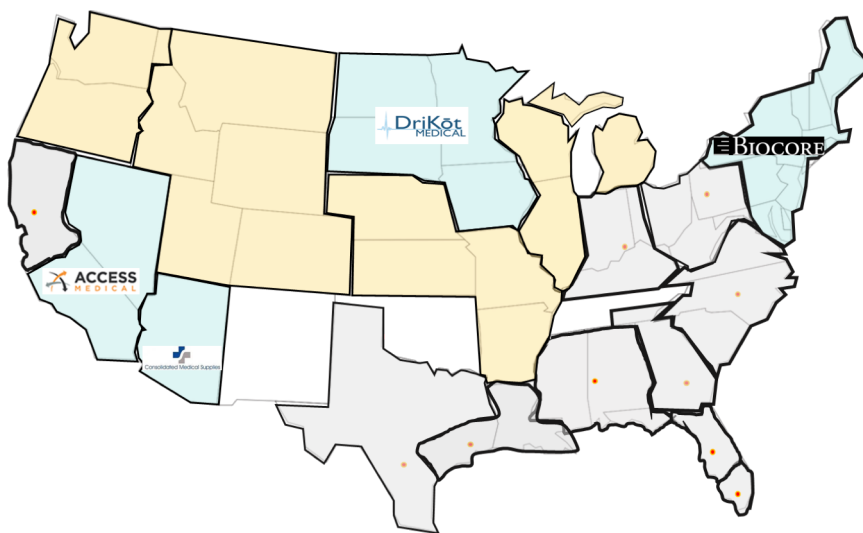 DriKōt
MEDICAL
BIOCORE
ACCESS
MEDICAL
Consolidated Medical Supplies